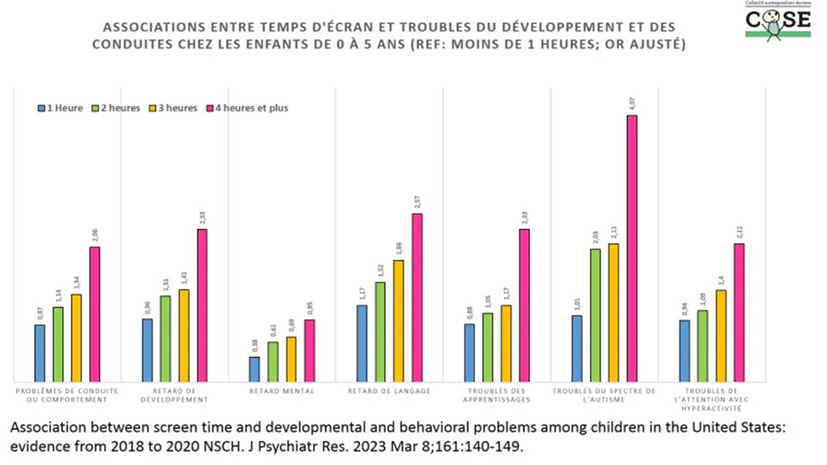 Collectif surexposition écrans
COSE
ASSOCIATIONS ENTRE TEMPS D'ÉCRAN ET TROUBLES DU DÉVELOPPEMENT ET DES
CONDUITES CHEZ LES ENFANTS DE 0 À 5 ANS (REF: MOINS DE 1 HEURES; OR AJUSTÉ)
1 Heure 2 heures 3 heures 4 heures et plus
0,87 1,14 1,34 2,06
0,96 1,31 1,41 2,33
0,38 0,61 0,69 0,95
1,17 1,52 1,86 2,57
0,88 1,05 1,17 2,33
1,01 2,03 2,11 4,07
0,94 1,09 1,4 2,11
PROBLÈMES DE CONDUITE
OU COMPORTEMENT
RETARD DE
DÉVELOPPEMENT
RETARD MENTAL
RETARD DE LANGAGE
TROUBLES DES
APPRENTISSAGES
TROUBLES DU SPECTRE DE
L'AUTISME
TROUBLES DE
L'ATTENTION AVEC
HYPERACTIVITÉ
Association between screen time and developmental and behavioral problems among children in the United States:
evidence from 2018 to 2020 NSCH. J Psychiatr Res. 2023 Mar 8;161:140-149.